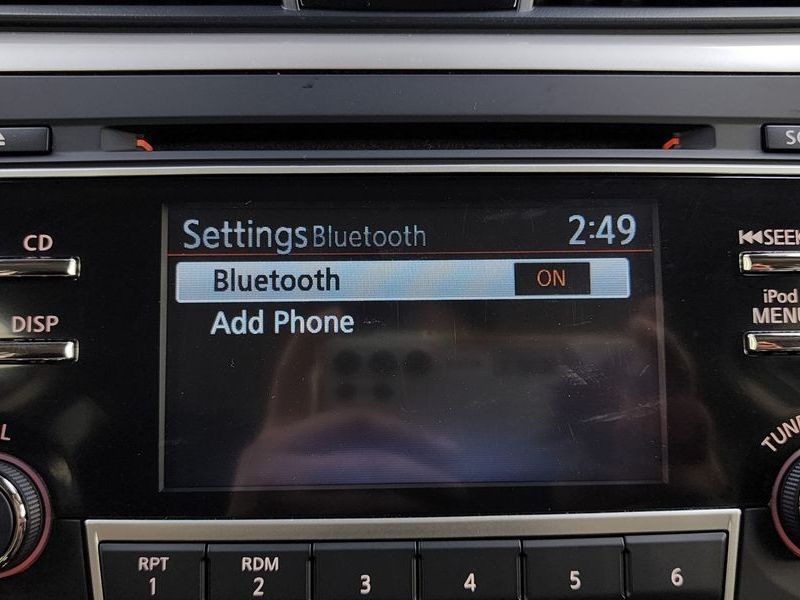 CD
DISP
L
Settings Bluetooth 2:49
Bluetooth ON
Add Phone
SEEK
iPod
MENU
TUNE
RPT
1
RDM
2
3
4
5
6